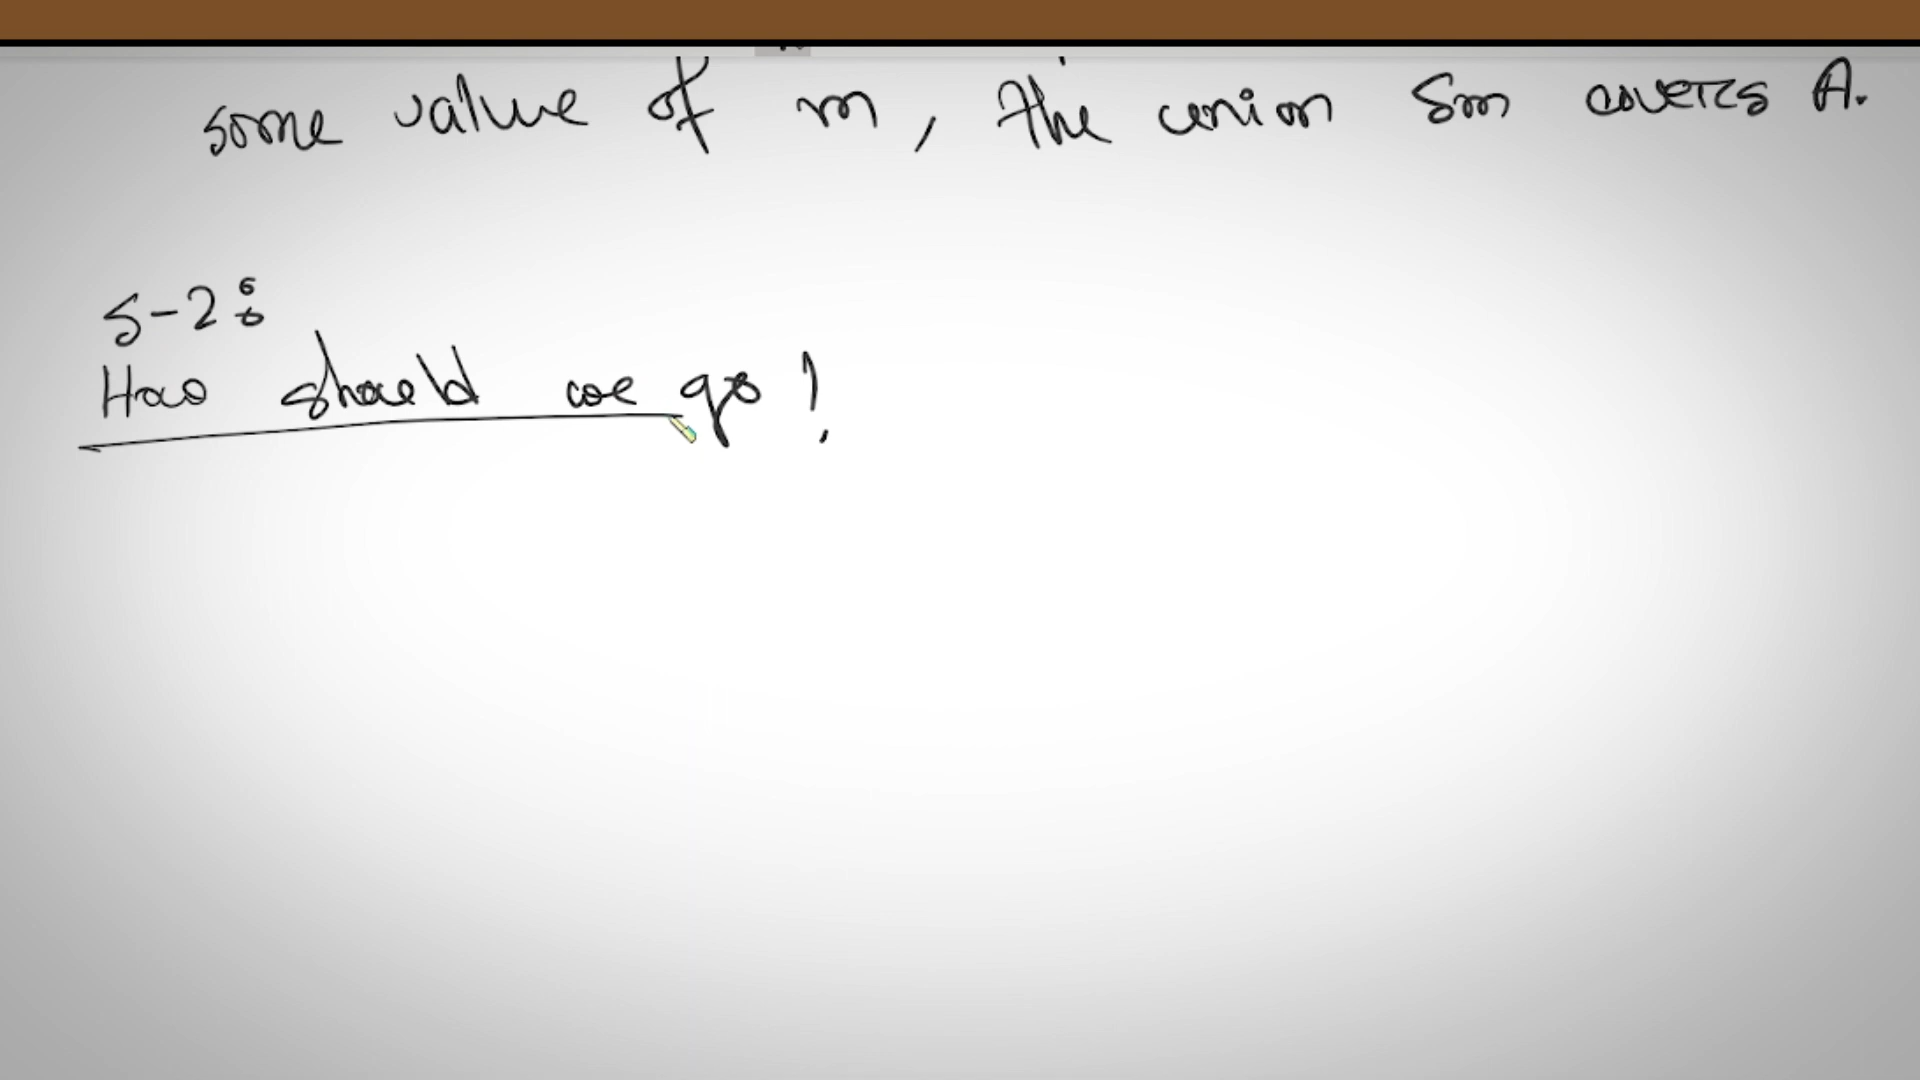 some value of m, the union Sm covers A.
S-2:
How should we go!